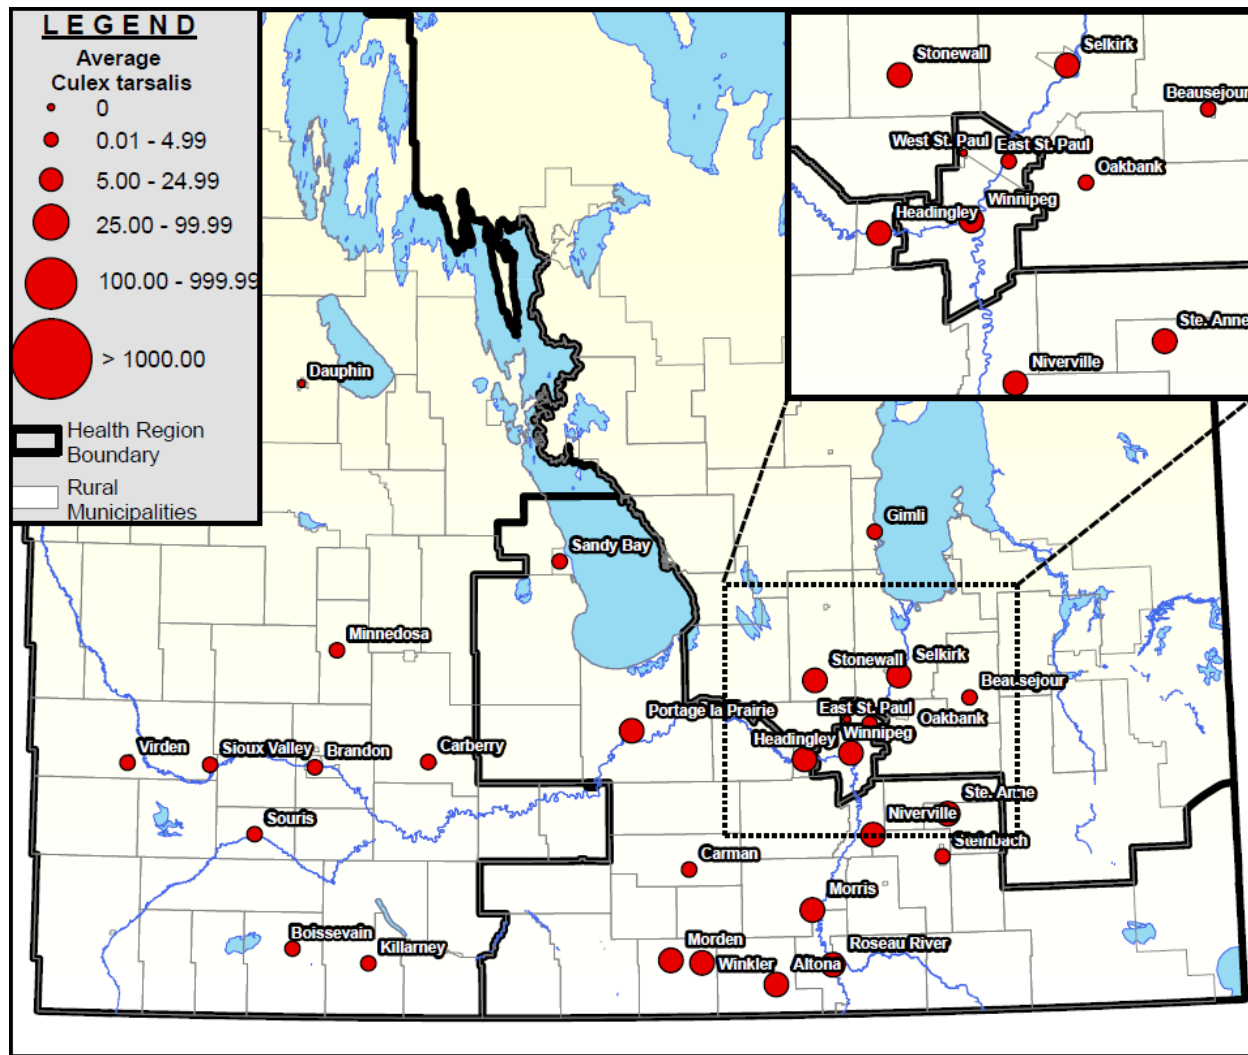 LEGEND
Average
Culex tarsalis
0
0.01 - 4.99
5.00 - 24.99
25.00 - 99.99
100.00 - 999.99
> 1000.00
Health Region
Boundary
Rural
Municipalities
Stonewall
Selkirk
Beausejour
West St. Paul
East St. Paul
Oakbank
Winnipeg
Headingley
Ste. Anne
Niverville
Dauphin
Gimli
Sandy Bay
Minnedosa
Stonewall
Selkirk
Beausejour
Portage la Prairie
East St. Paul
Oakbank
Headingley
Winnipeg
Virden
Sioux Valley
Brandon
Carberry
Souris
Ste. Anne
Niverville
Steinbach
Carman
Morris
Boissevain
Killarney
Morden
Winkler
Altona
Roseau River